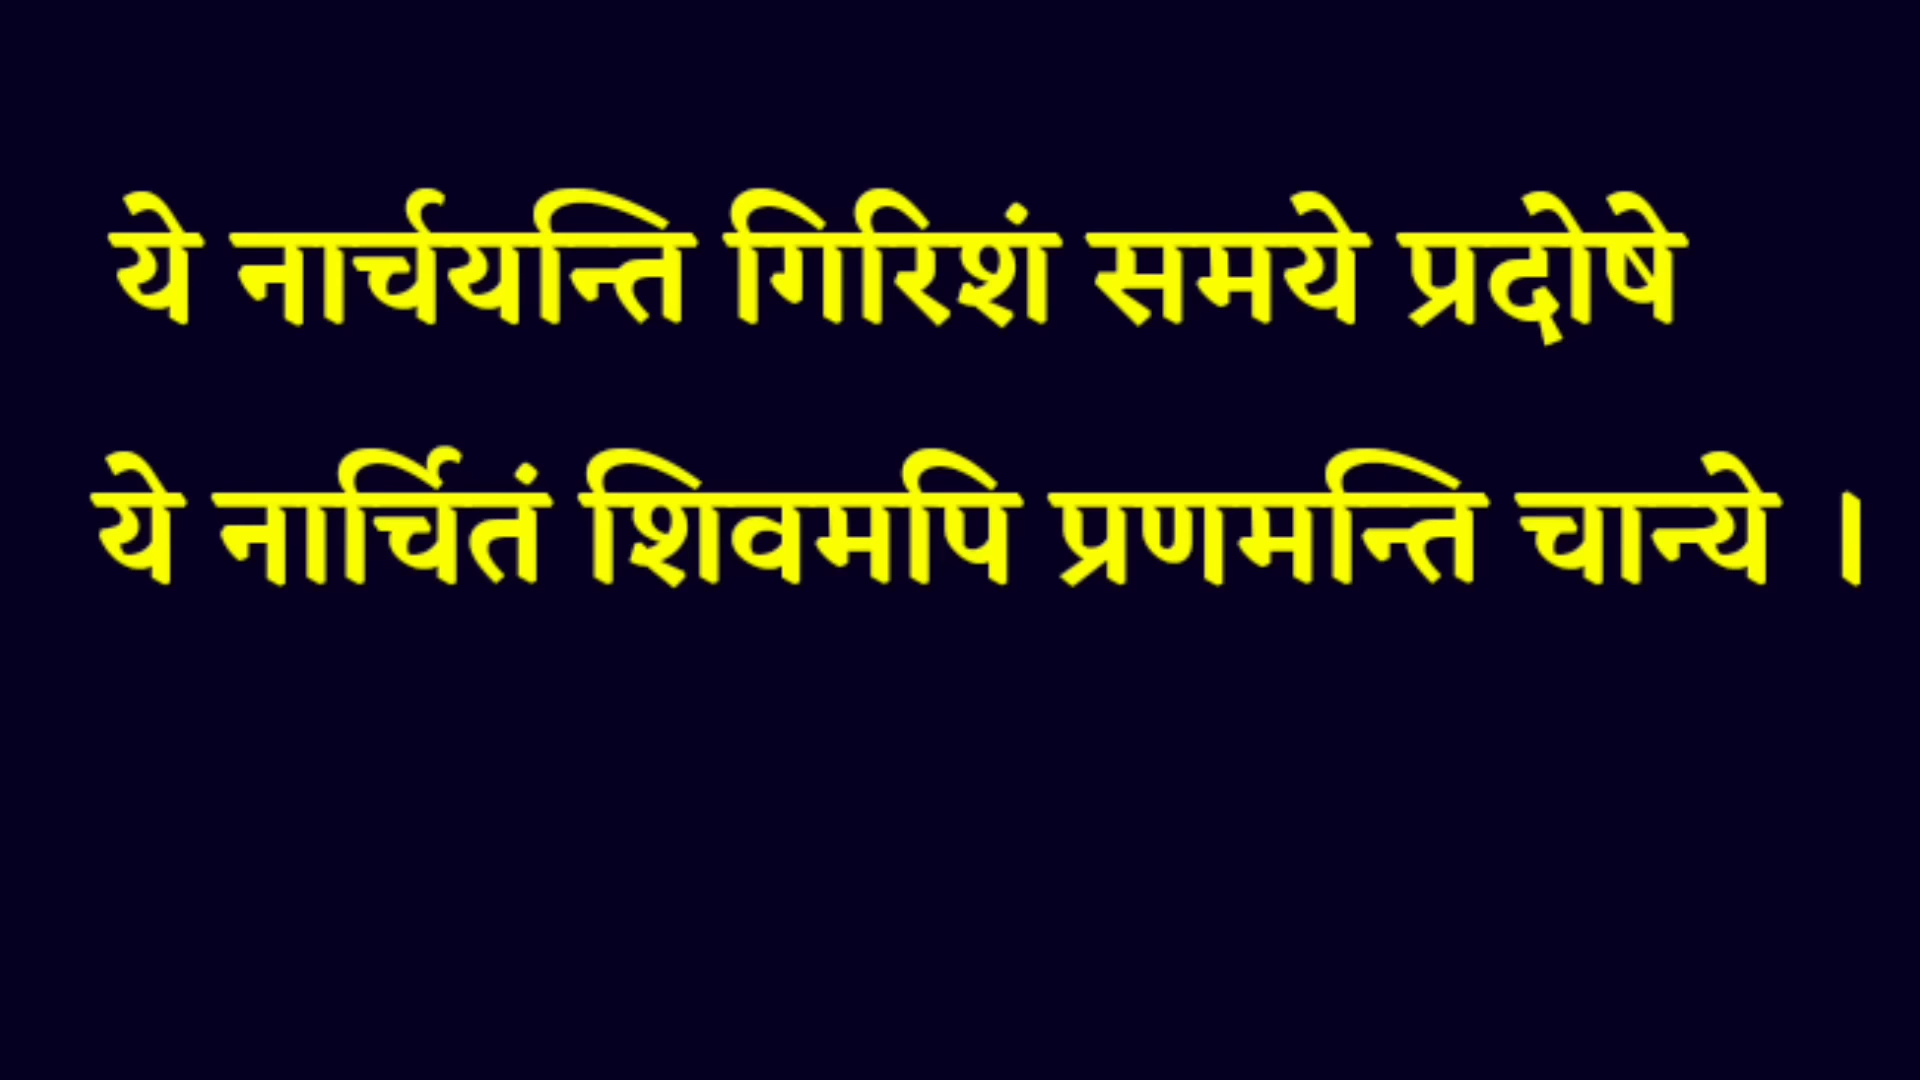 ये नार्चयन्ति गिरिशं समये प्रदोषे
ये नार्चितं शिवमपि प्रणमन्ति चान्ये ।